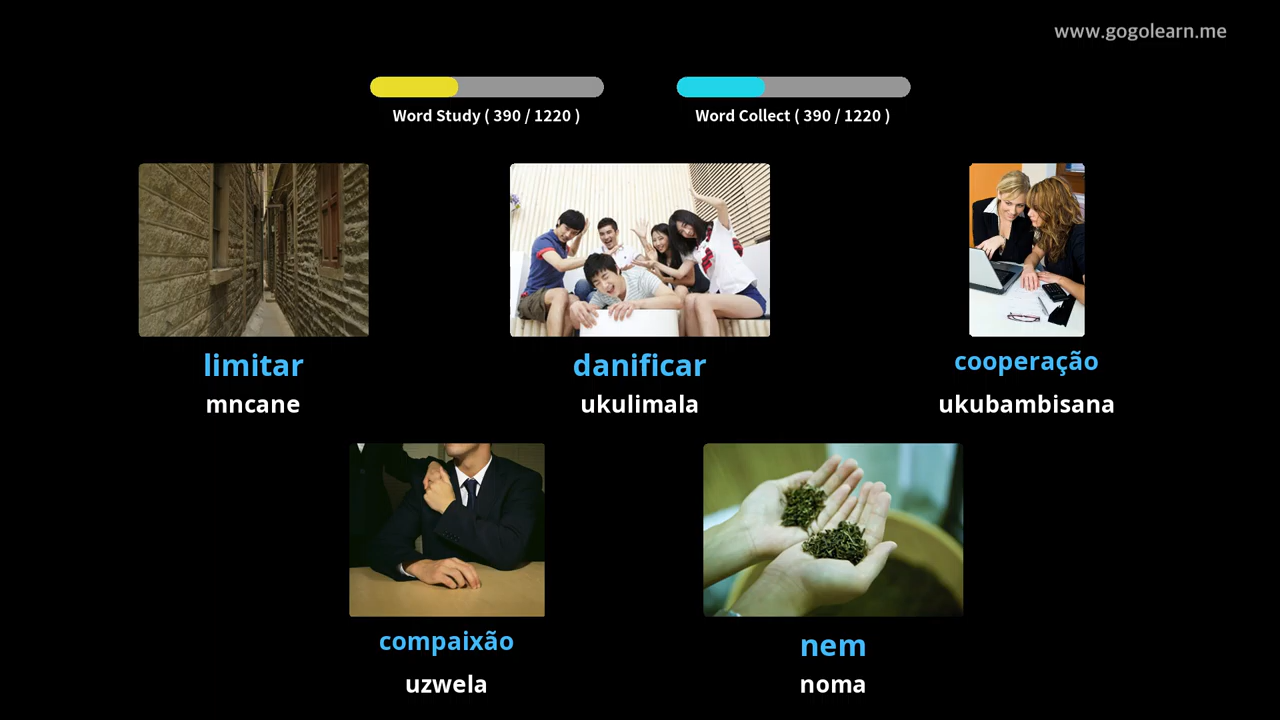 www.gogolearn.me
Word Study ( 390 / 1220 )
Word Collect ( 390 / 1220 )
limitar
mncane
danificar
ukulimala
cooperação
ukubambisana
compaixão
uzwela
nem
noma